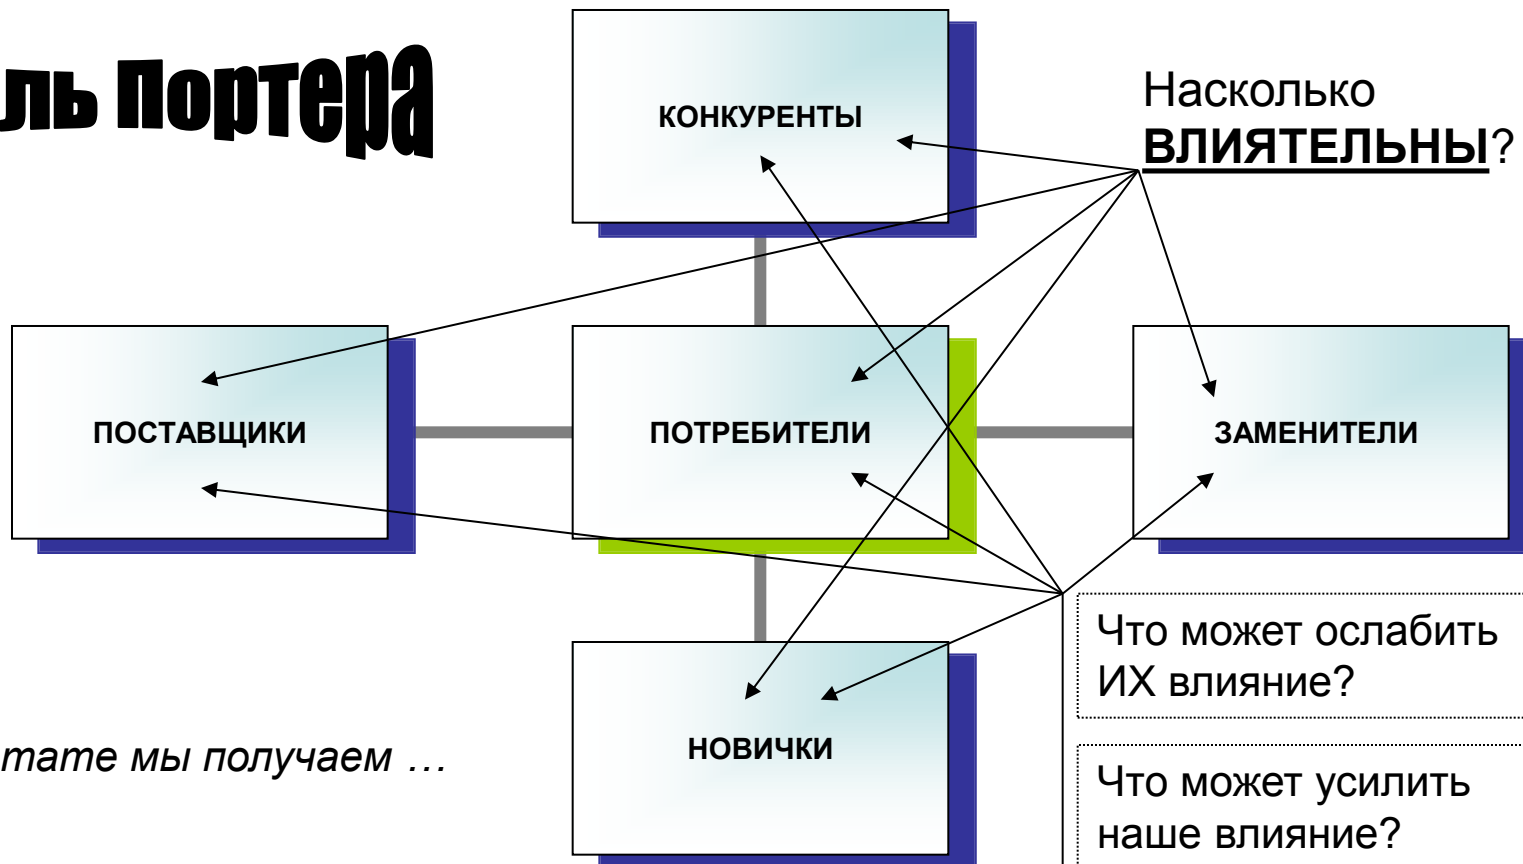 ль Портера
КОНКУРЕНТЫ
Насколько
ВЛИЯТЕЛЬНЫ?
ПОСТАВЩИКИ
ПОТРЕБИТЕЛИ
ЗАМЕНИТЕЛИ
Что может ослабить
ИХ влияние?
НОВИЧКИ
тате мы получаем …
Что может усилить
наше влияние?